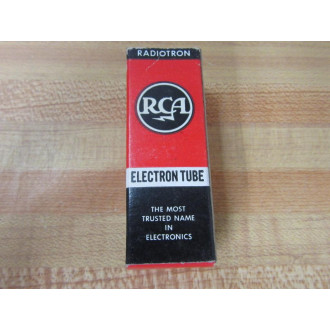 RADIOTRON
RCA
ELECTRON TUBE
THE MOST
TRUSTED NAME
IN
ELECTRONICS